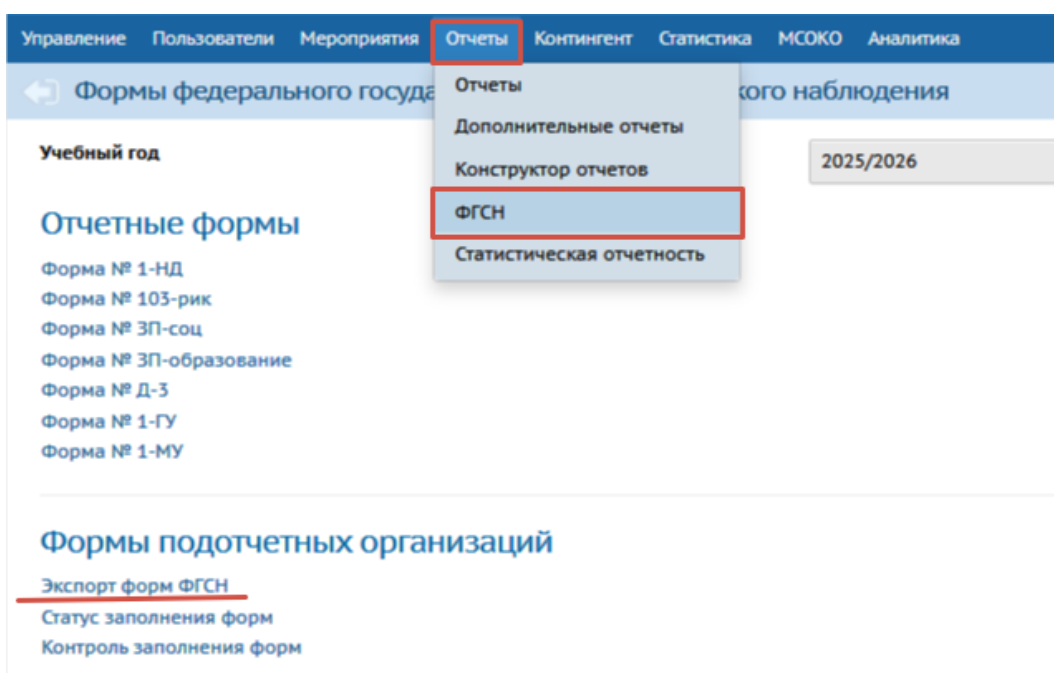 Управление Пользователи Мероприятия Отчеты Контингент Статистика МСОКО Аналитика
Формы федерального госуда кого наблюдения
Отчеты
Дополнительные отчеты
Конструктор отчетов
ФГСН
Статистическая отчетность
Учебный год
2025/2026
Отчетные формы
Форма № 1-НД
Форма № 103-рик
Форма № ЗП-соц
Форма № ЗП-образование
Форма № Д-3
Форма № 1-ГУ
Форма № 1-МУ
Формы подотчетных организаций
Экспорт форм ФГСН
Статус заполнения форм
Контроль заполнения форм